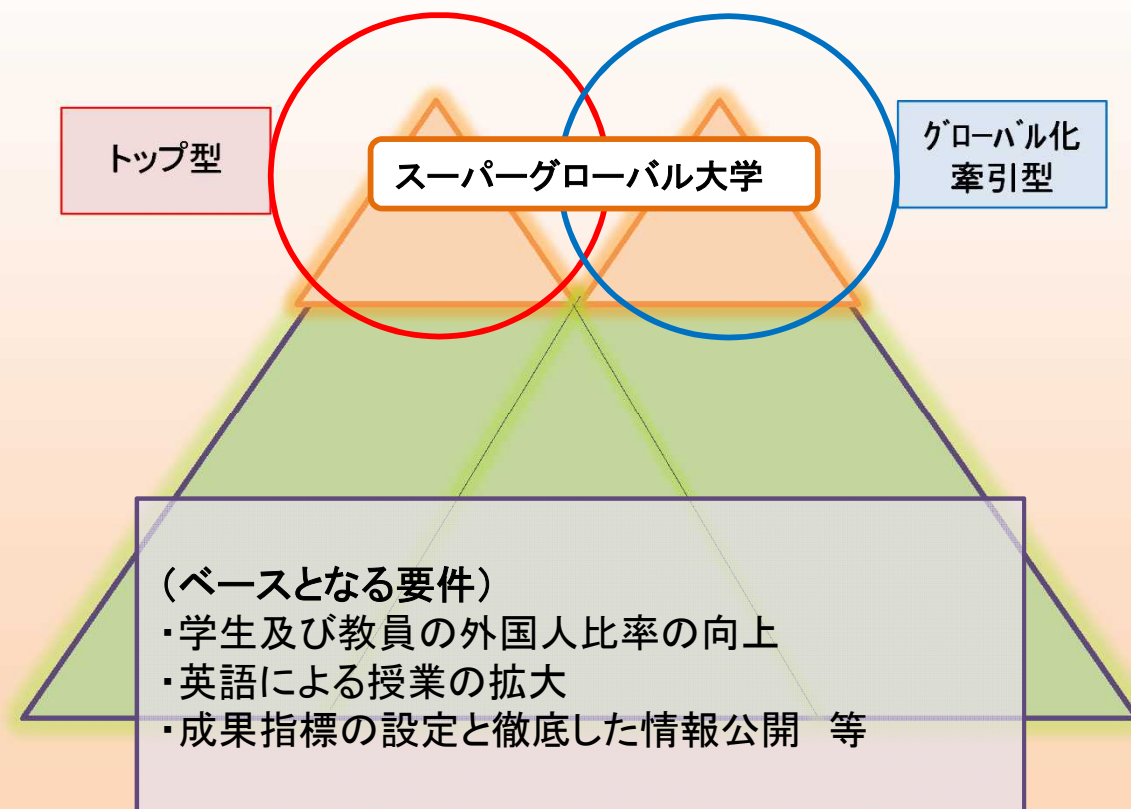 トップ型
スーパーグローバル大学
グローバル化
牽引型
（ベースとなる要件）
・学生及び教員の外国人比率の向上
・英語による授業の拡大
・成果指標の設定と徹底した情報公開　等